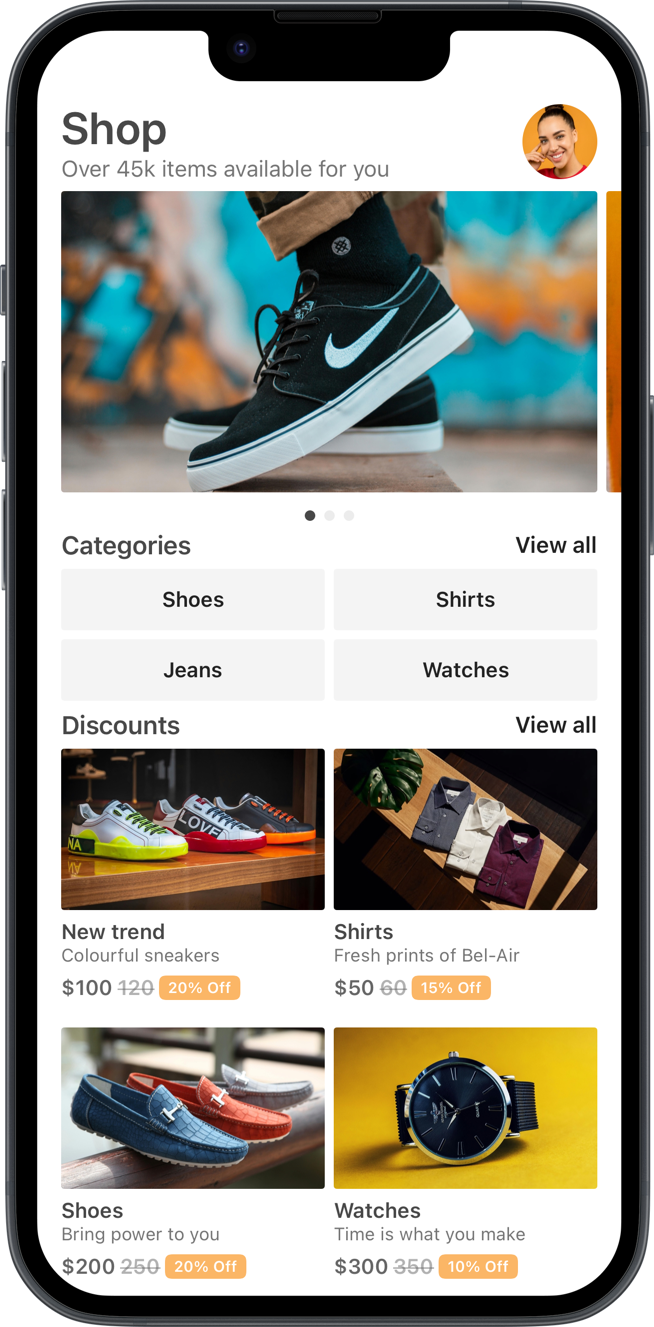 Shop
Over 45k items available for you
Categories View all
Shoes Shirts
Jeans Watches
Discounts View all
NA LOVE
New trend Shirts
Colourful sneakers Fresh prints of Bel-Air
$100 120 20% Off $50 60 15% Off
Shoes Watches
Bring power to you Time is what you make
$200 250 20% Off $300 350 10% Off